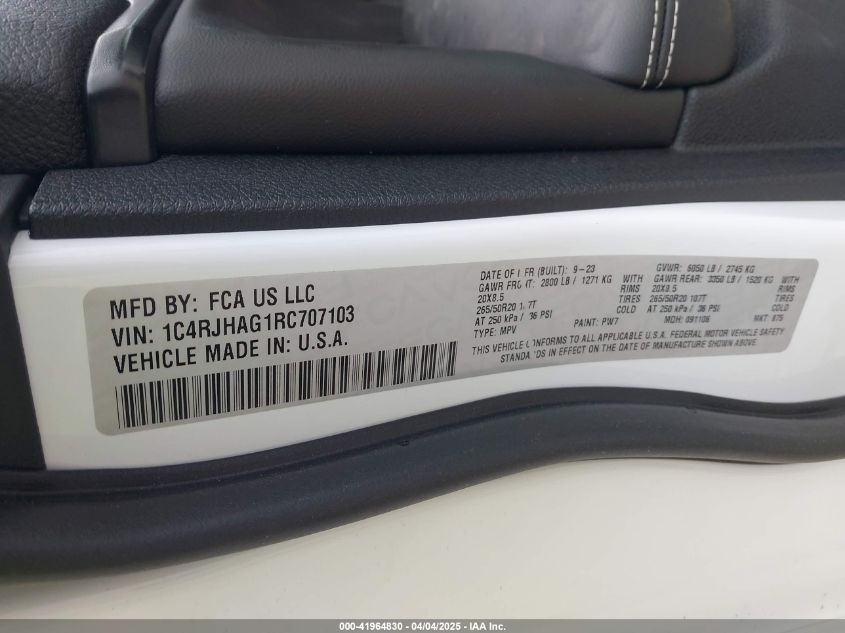 MFD BY: FCA US LLC
VIN: 1C4RJHAG1RC707103
VEHICLE MADE IN: U.S.A.
DATE OF FR (BUILT): 9-23 GVWR: 6050 LB / 2745 KG
GAWR FRONT: 2800 LB / 1271 KG WITH GAWR REAR: 3350 LB / 1520 KG WITH
20X8.5 RIMS 20X8.5 RIMS
265/50R20 107T TIRES 265/50R20 107T TIRES
AT 250 kPa / 36 PSI COLD AT 250 kPa / 36 PSI COLD
TYPE: MPV PAINT: PW7 MDH: 091106 MKT: 875
THIS VEHICLE CONFORMS TO ALL APPLICABLE FEDERAL MOTOR VEHICLE SAFETY
STANDARDS IN EFFECT ON THE DATE OF MANUFACTURE SHOWN ABOVE.
000-41964830 - 04/04/2025 - IAA Inc.